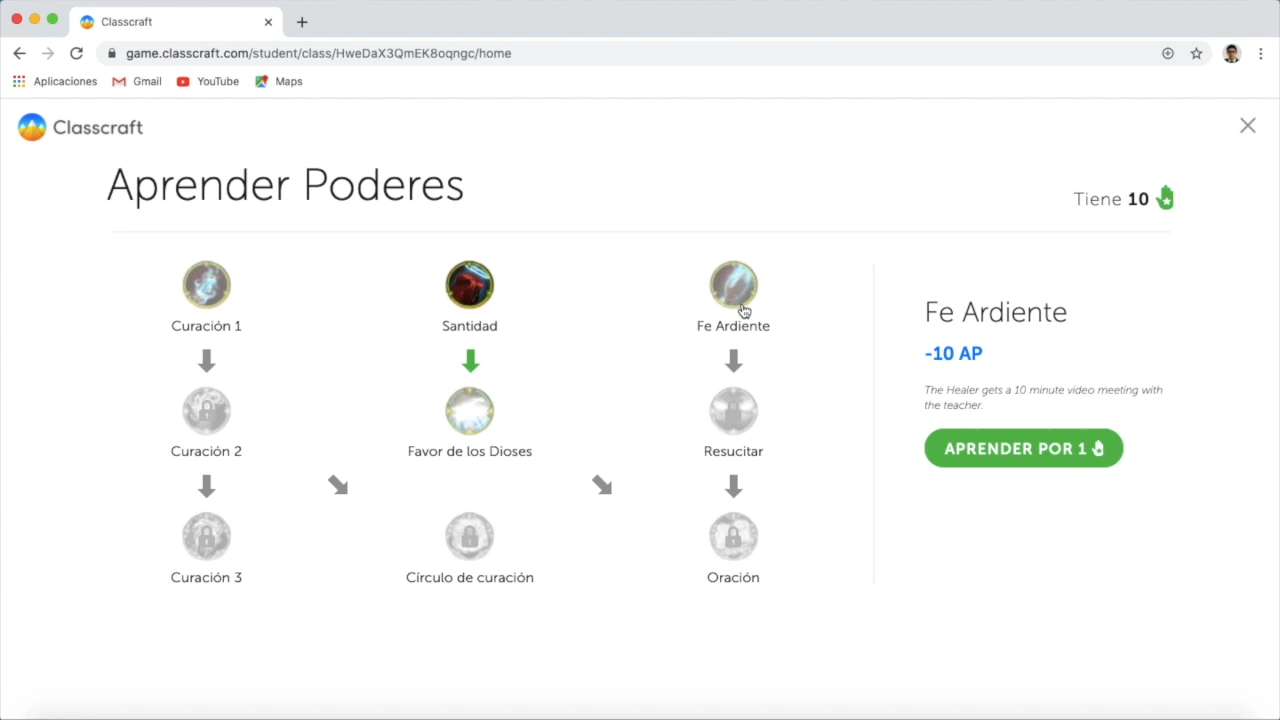 Classcraft
game.classcraft.com/student/class/HweDaX3QmEK8oqngc/home
Aplicaciones Gmail YouTube Maps
Classcraft
Aprender Poderes
Tiene 10
Curación 1
Santidad
Fe Ardiente
Curación 2
Favor de los Dioses
Resucitar
Curación 3
Círculo de curación
Oración
Fe Ardiente
-10 AP
The Healer gets a 10 minute video meeting with
the teacher.
APRENDER POR 1